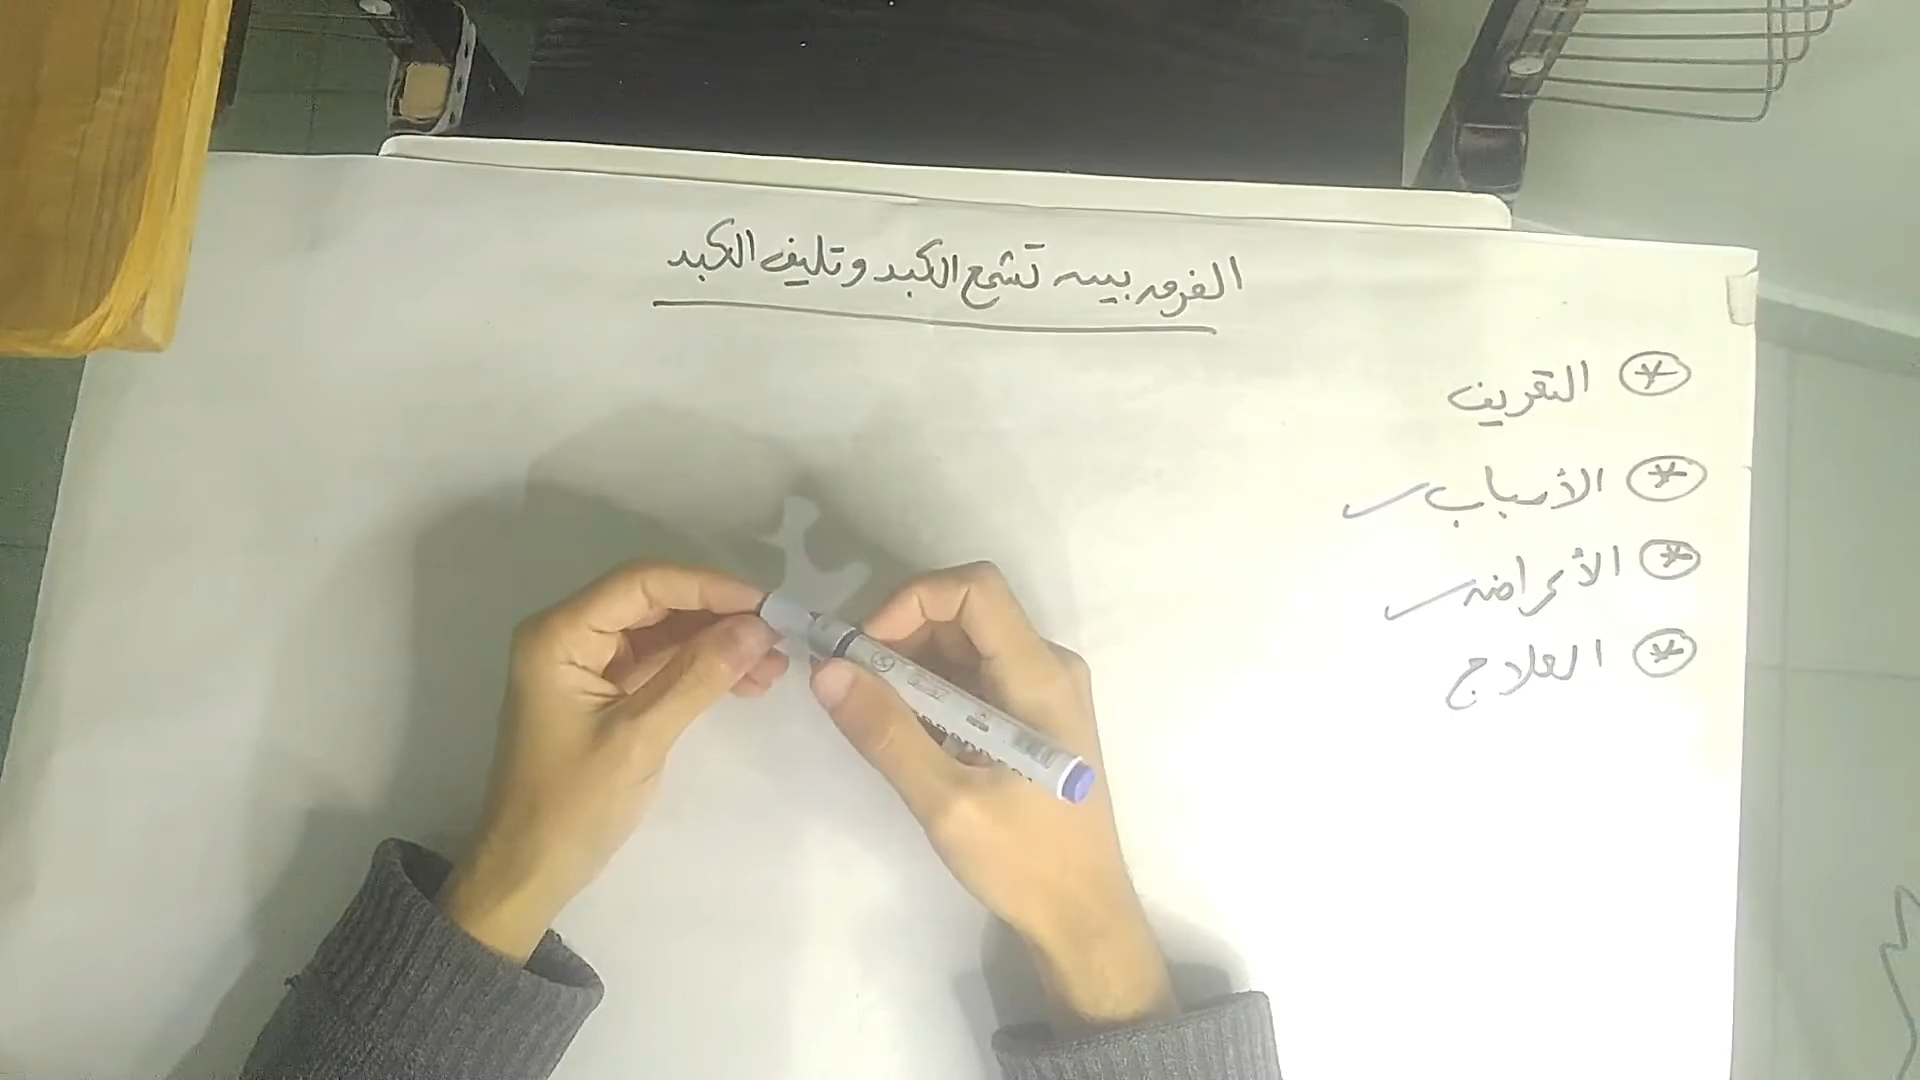 الفرق بين تشمع الكبد وتليف الكبد
التعريف
الأسباب
الأعراض
العلاج